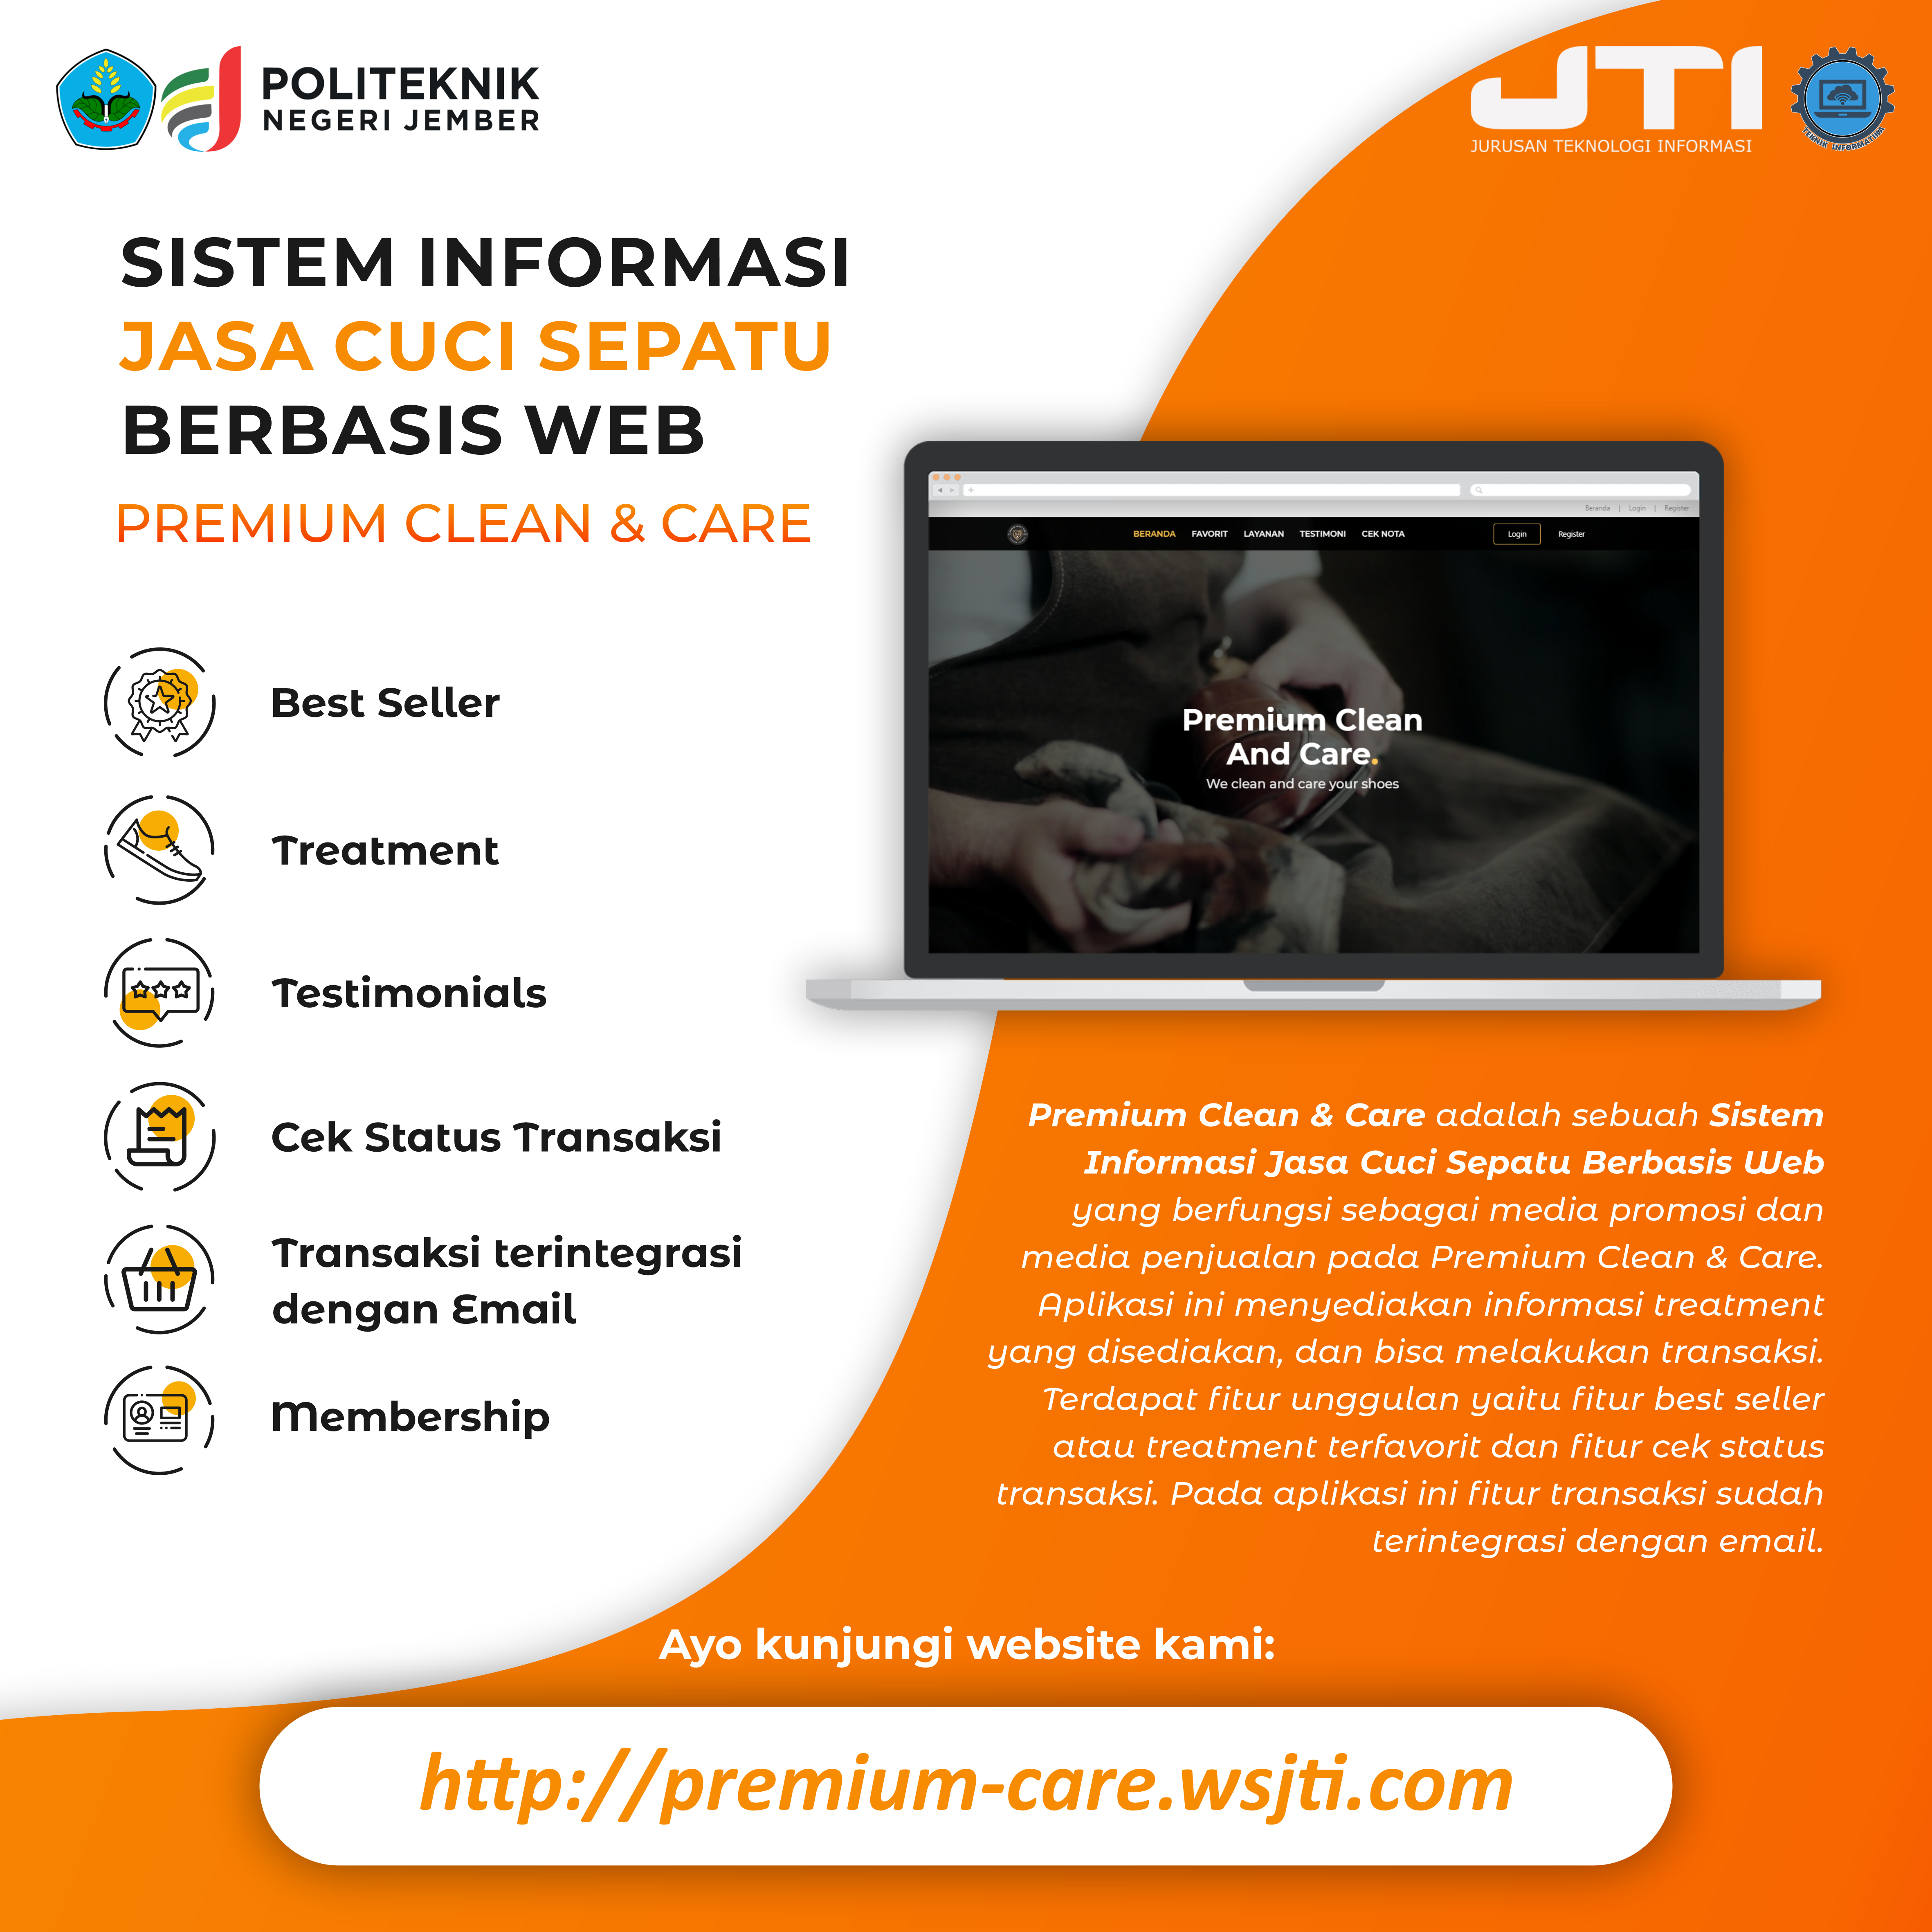 POLITEKNIK
NEGERI JEMBER
JTI
JURUSAN TEKNOLOGI INFORMASI
TEKNIK INFORMATIKA
SISTEM INFORMASI
JASA CUCI SEPATU
BERBASIS WEB
PREMIUM CLEAN & CARE
Best Seller
Treatment
Testimonials
Cek Status Transaksi
Transaksi terintegrasi
dengan Email
Membership
Beranda | Login | Register
BERANDA FAVORIT LAYANAN TESTIMONI CEK NOTA Login Register
Premium Clean
And Care.
We clean and care your shoes
Premium Clean & Care adalah sebuah Sistem
Informasi Jasa Cuci Sepatu Berbasis Web
yang berfungsi sebagai media promosi dan
media penjualan pada Premium Clean & Care.
Aplikasi ini menyediakan informasi treatment
yang disediakan, dan bisa melakukan transaksi.
Terdapat fitur unggulan yaitu fitur best seller
atau treatment terfavorit dan fitur cek status
transaksi. Pada aplikasi ini fitur transaksi sudah
terintegrasi dengan email.
Ayo kunjungi website kami:
http://premium-care.wsjti.com